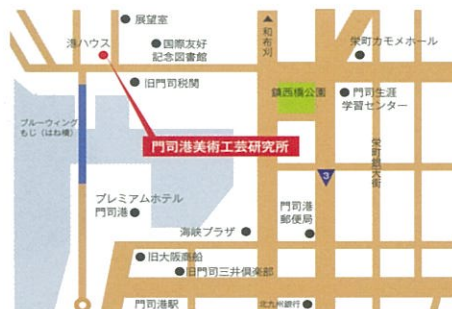 展望室
港ハウス
国際友好
記念図書館
旧門司税関
和布刈
栄町カモメホール
鎮西橋公園
門司生涯
学習センター
ブルーウィング
もじ（はね橋）
門司港美術工芸研究所
栄町銀天街
3
プレミアムホテル
門司港
門司港
郵便局
海峡プラザ
旧大阪商船
旧門司三井倶楽部
門司港駅
北九州銀行